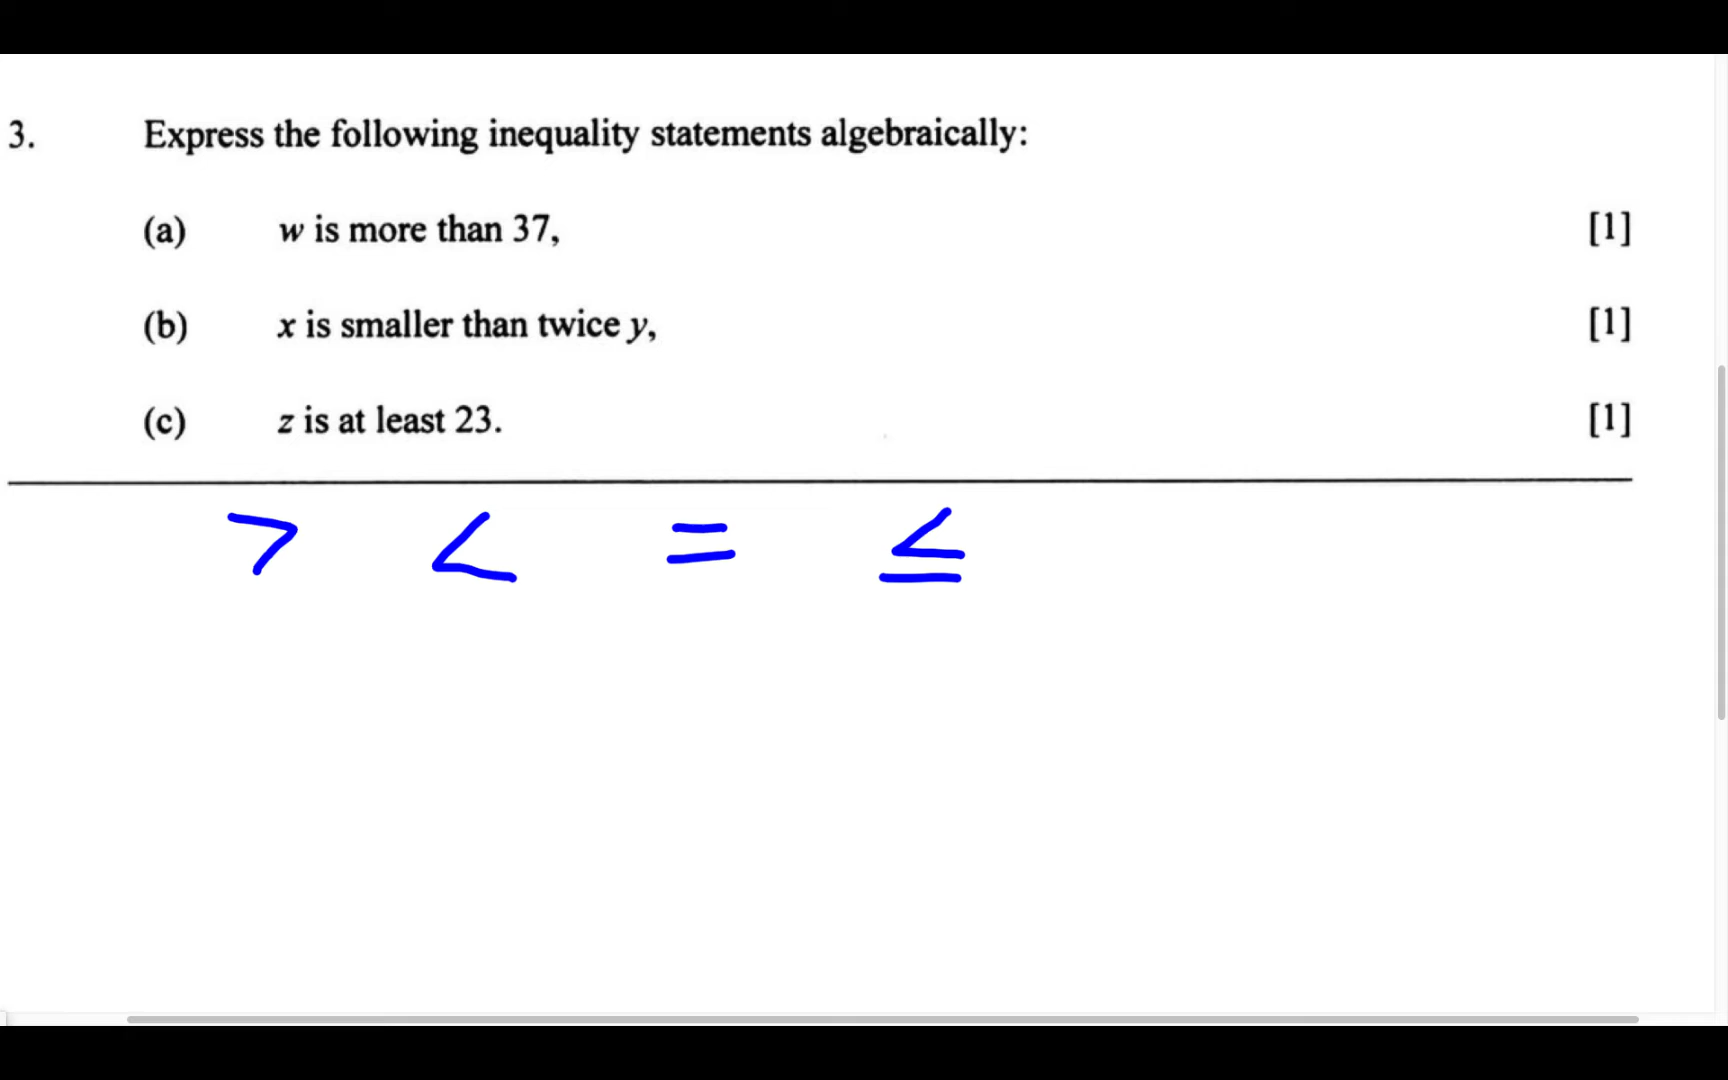 3. Express the following inequality statements algebraically:
(a) w is more than 37, [1]
(b) x is smaller than twice y, [1]
(c) z is at least 23. [1]
> < = ≤